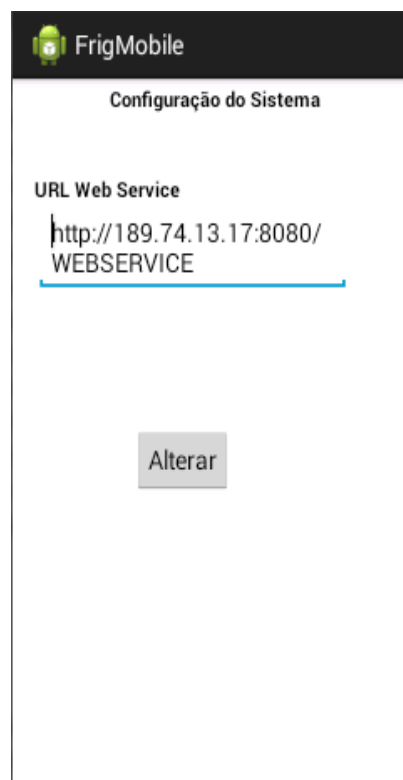 FrigMobile
Configuração do Sistema
URL Web Service
http://189.74.13.17:8080/
WEBSERVICE
Alterar